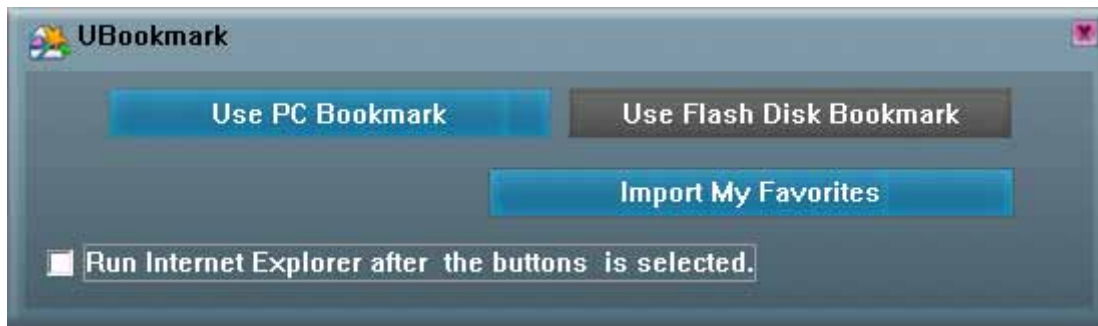 UBookmark
Use PC Bookmark
Use Flash Disk Bookmark
Import My Favorites
Run Internet Explorer after the buttons is selected.